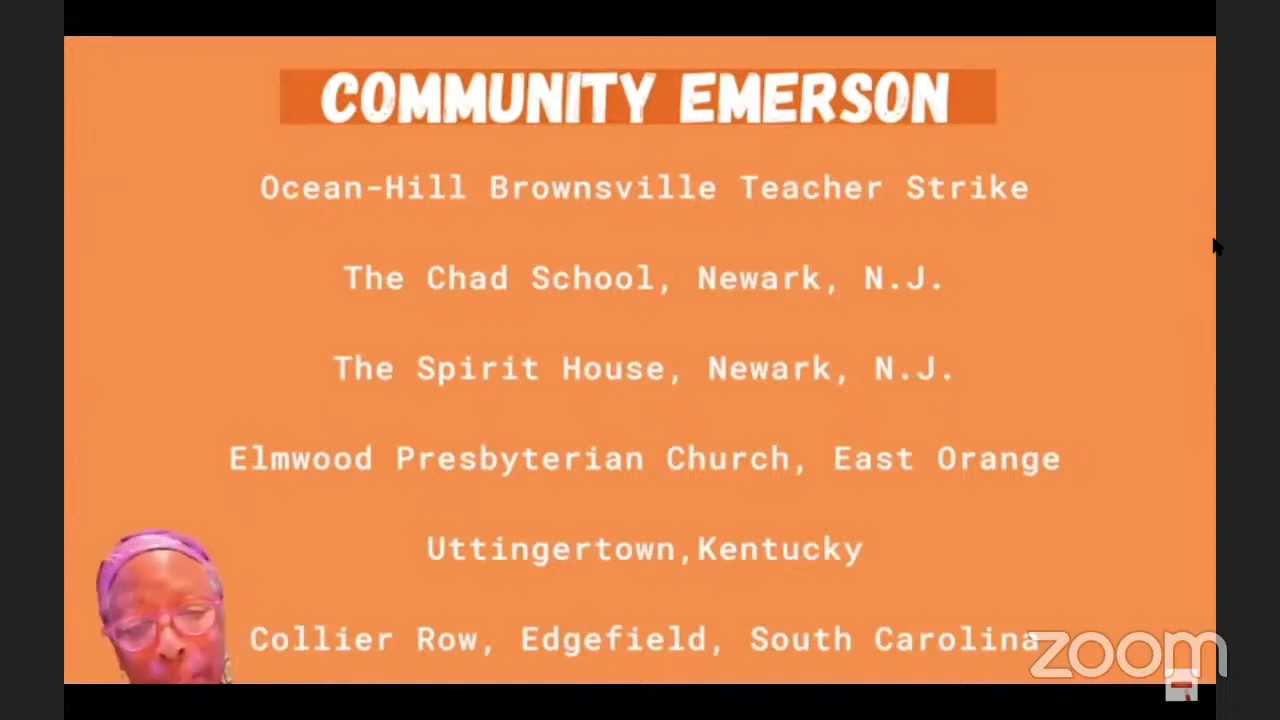 COMMUNITY EMERSON
Ocean-Hill Brownsville Teacher Strike
The Chad School, Newark, N.J.
The Spirit House, Newark, N.J.
Elmwood Presbyterian Church, East Orange
Uttingertown,Kentucky
Collier Row, Edgefield, South Carolina
zoom